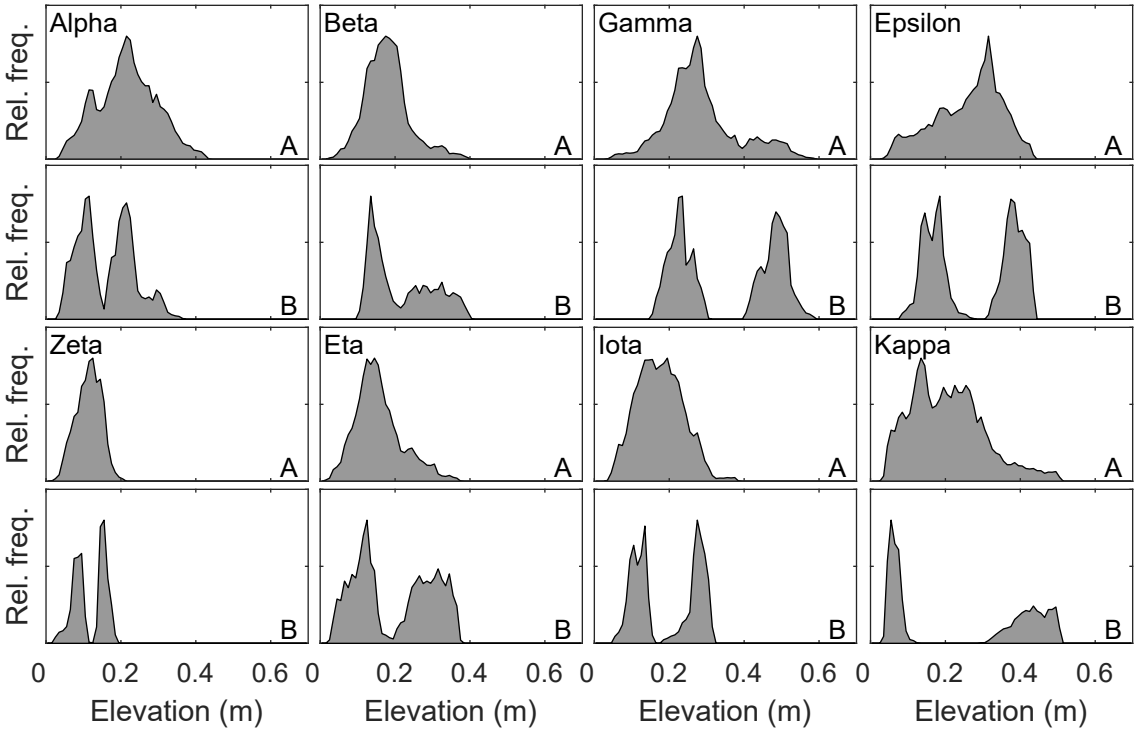 Alpha Beta Gamma Epsilon
Rel. freq.
A A A A
Rel. freq.
B B B B
Zeta Eta Iota Kappa
Rel. freq.
A A A A
Rel. freq.
B B B B
0 0.2 0.4 0.6 0 0.2 0.4 0.6 0 0.2 0.4 0.6 0 0.2 0.4 0.6
Elevation (m) Elevation (m) Elevation (m) Elevation (m)